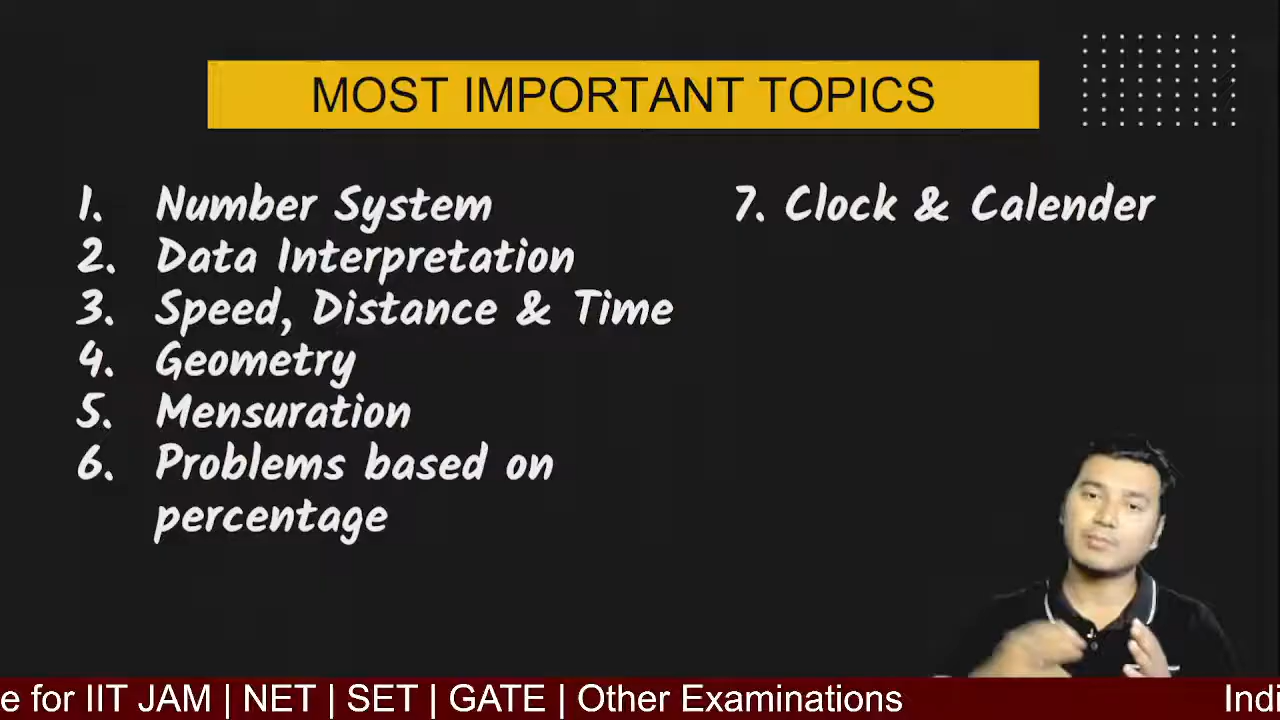 MOST IMPORTANT TOPICS
1. Number System
2. Data Interpretation
3. Speed, Distance & Time
4. Geometry
5. Mensuration
6. Problems based on
percentage
7. Clock & Calender
e for IIT JAM | NET | SET | GATE | Other Examinations
Indi